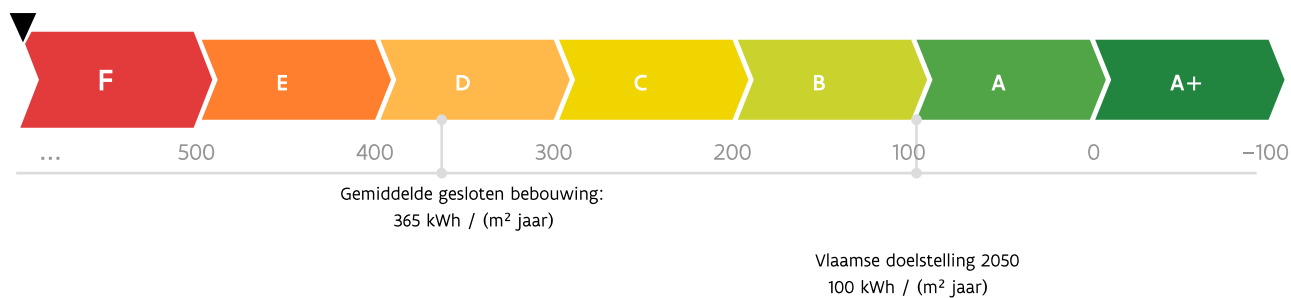 F E D C B A A+
... 500 400 300 200 100 0 −100
Gemiddelde gesloten bebouwing:
365 kWh / (m² jaar)
Vlaamse doelstelling 2050
100 kWh / (m² jaar)